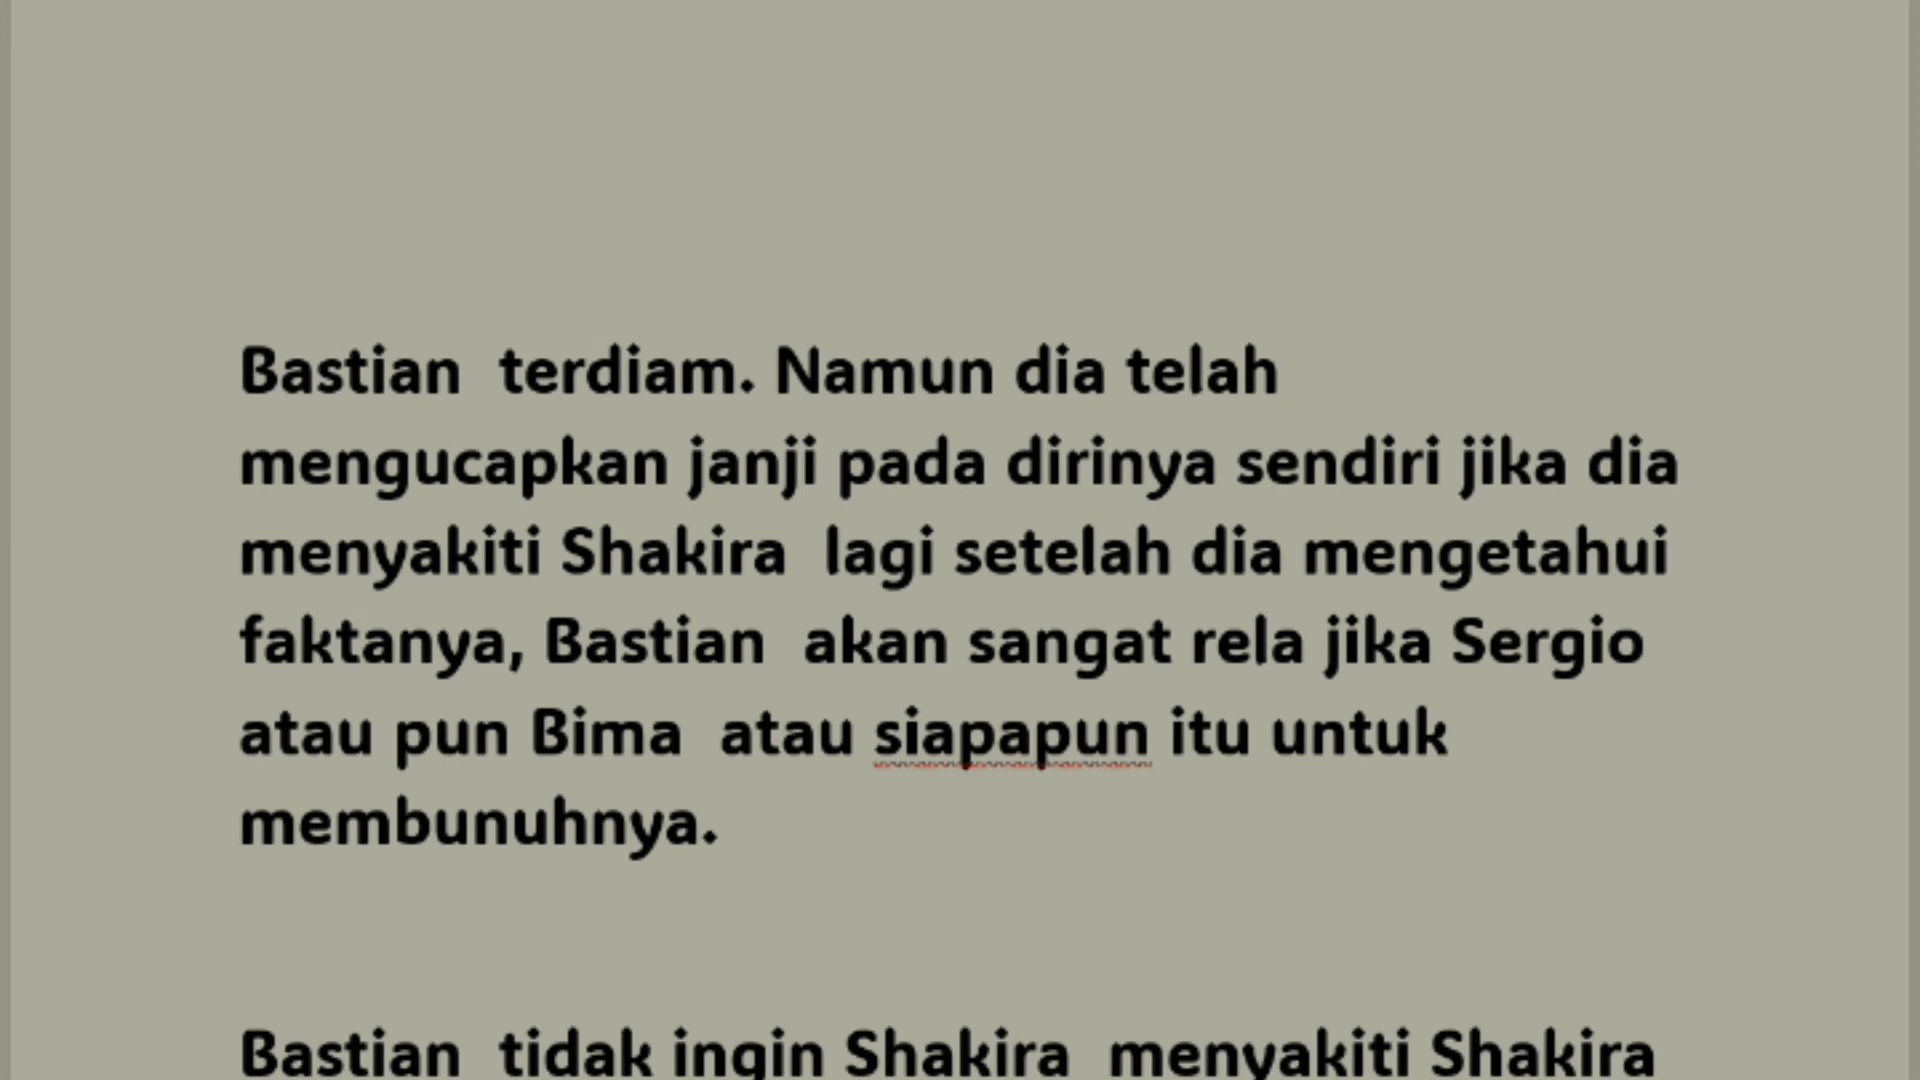 Bastian  terdiam. Namun dia telah
mengucapkan janji pada dirinya sendiri jika dia
menyakiti Shakira  lagi setelah dia mengetahui
faktanya, Bastian  akan sangat rela jika Sergio
atau pun Bima  atau siapapun itu untuk
membunuhnya.
Bastian  tidak ingin Shakira  menyakiti Shakira